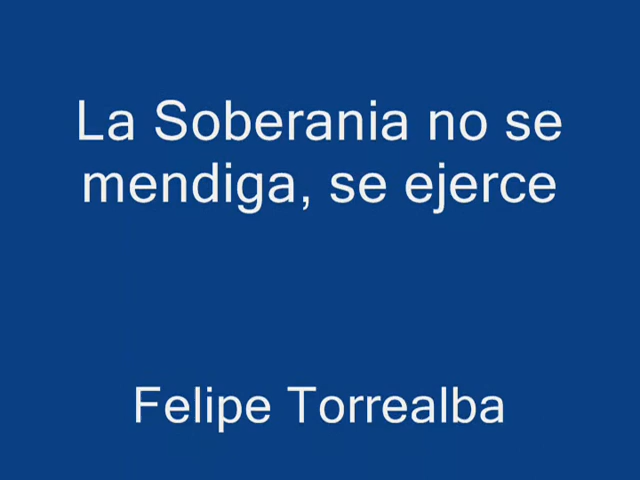 La Soberania no se
mendiga, se ejerce
Felipe Torrealba